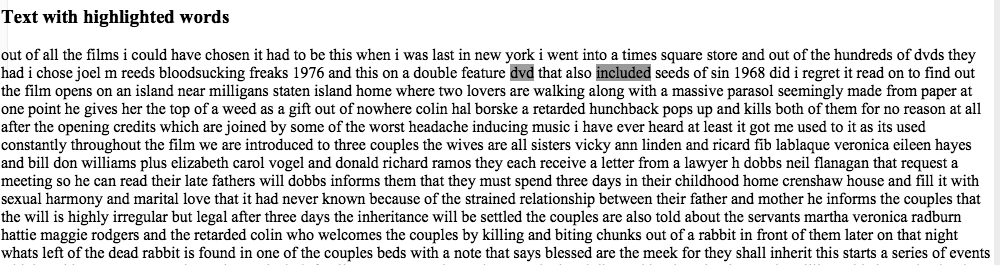 Text with highlighted words
out of all the films i could have chosen it had to be this when i was last in new york i went into a times square store and out of the hundreds of dvds they
had i chose joel m reeds bloodsucking freaks 1976 and this on a double feature dvd that also included seeds of sin 1968 did i regret it read on to find out
the film opens on an island near milligans staten island home where two lovers are walking along with a massive parasol seemingly made from paper at
one point he gives her the top of a weed as a gift out of nowhere colin hal borske a retarded hunchback pops up and kills both of them for no reason at all
after the opening credits which are joined by some of the worst headache inducing music i have ever heard at least it got me used to it as its used
constantly throughout the film we are introduced to three couples the wives are all sisters vicky ann linden and ricard fib lablaque veronica eileen hayes
and bill don williams plus elizabeth carol vogel and donald richard ramos they each receive a letter from a lawyer h dobbs neil flanagan that request a
meeting so he can read their late fathers will dobbs informs them that they must spend three days in their childhood home crenshaw house and fill it with
sexual harmony and marital love that it had never known because of the strained relationship between their father and mother he informs the couples that
the will is highly irregular but legal after three days the inheritance will be settled the couples are also told about the servants martha veronica radburn
hattie maggie rodgers and the retarded colin who welcomes the couples by killing and biting chunks out of a rabbit in front of them later on that night
whats left of the dead rabbit is found in one of the couples beds with a note that says blessed are the meek for they shall inherit this starts a series of events